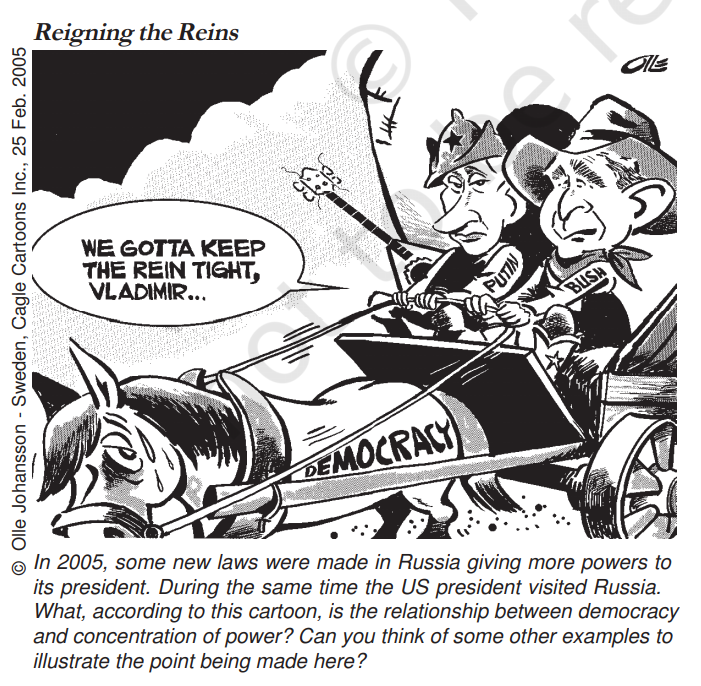 Reigning the Reins
© Olle Johansson - Sweden, Cagle Cartoons Inc., 25 Feb. 2005
OLLE
WE GOTTA KEEP
THE REIN TIGHT,
VLADIMIR...
PUTIN
BUSH
DEMOCRACY
In 2005, some new laws were made in Russia giving more powers to
its president. During the same time the US president visited Russia.
What, according to this cartoon, is the relationship between democracy
and concentration of power? Can you think of some other examples to
illustrate the point being made here?